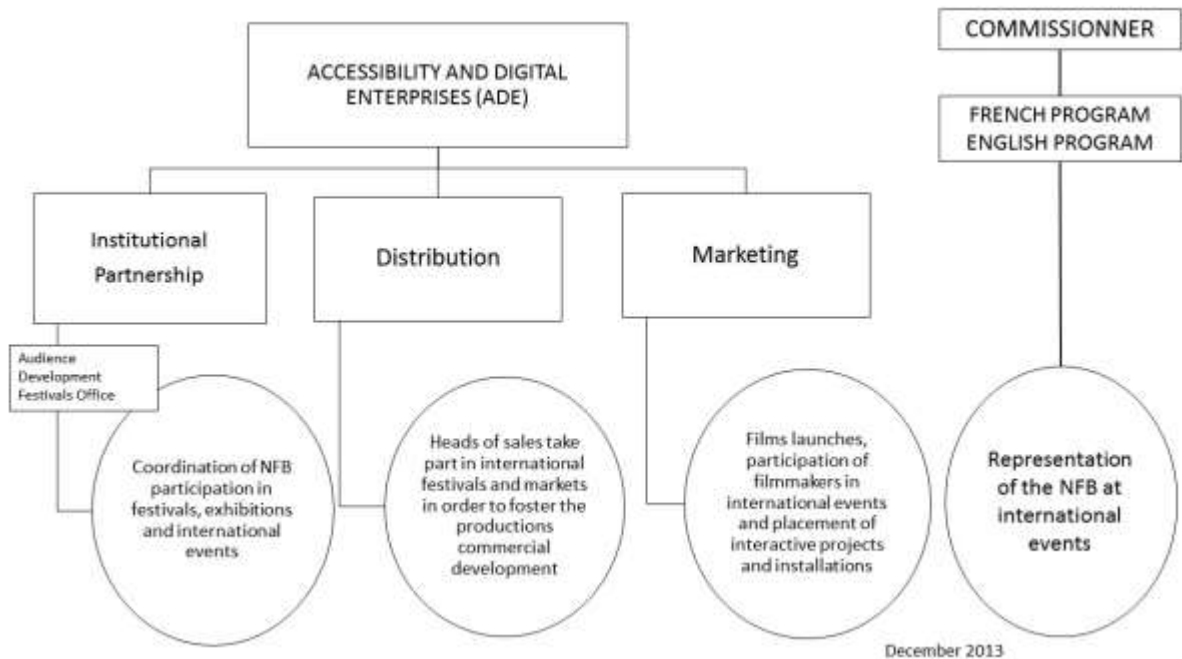 COMMISSIONNER
ACCESSIBILITY AND DIGITAL
ENTERPRISES (ADE)
FRENCH PROGRAM
ENGLISH PROGRAM
Institutional
Partnership
Distribution
Marketing
Audience
Development
Festivals Office
Coordination of NFB
participation in
festivals, exhibitions
and international
events
Heads of sales take
part in international
festivals and markets
in order to foster the
productions
commercial
development
Films launches,
participation of
filmmakers in
international events
and placement of
interactive projects
and installations
Representation
of the NFB at
international
events
December 2013